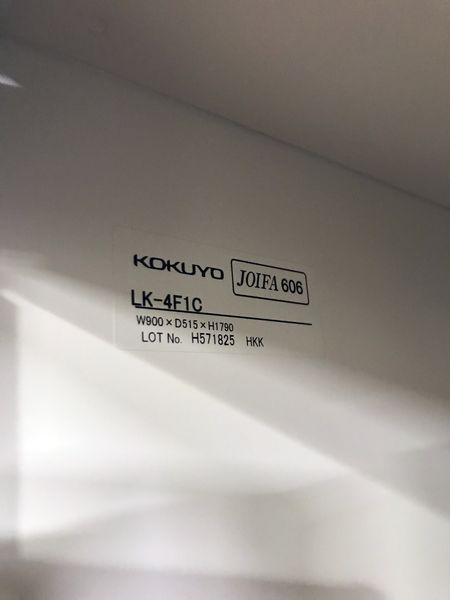 KOKUYO JOIFA 606
LK-4F1C
W900×D515×H1790
LOT No. H571825 HKK